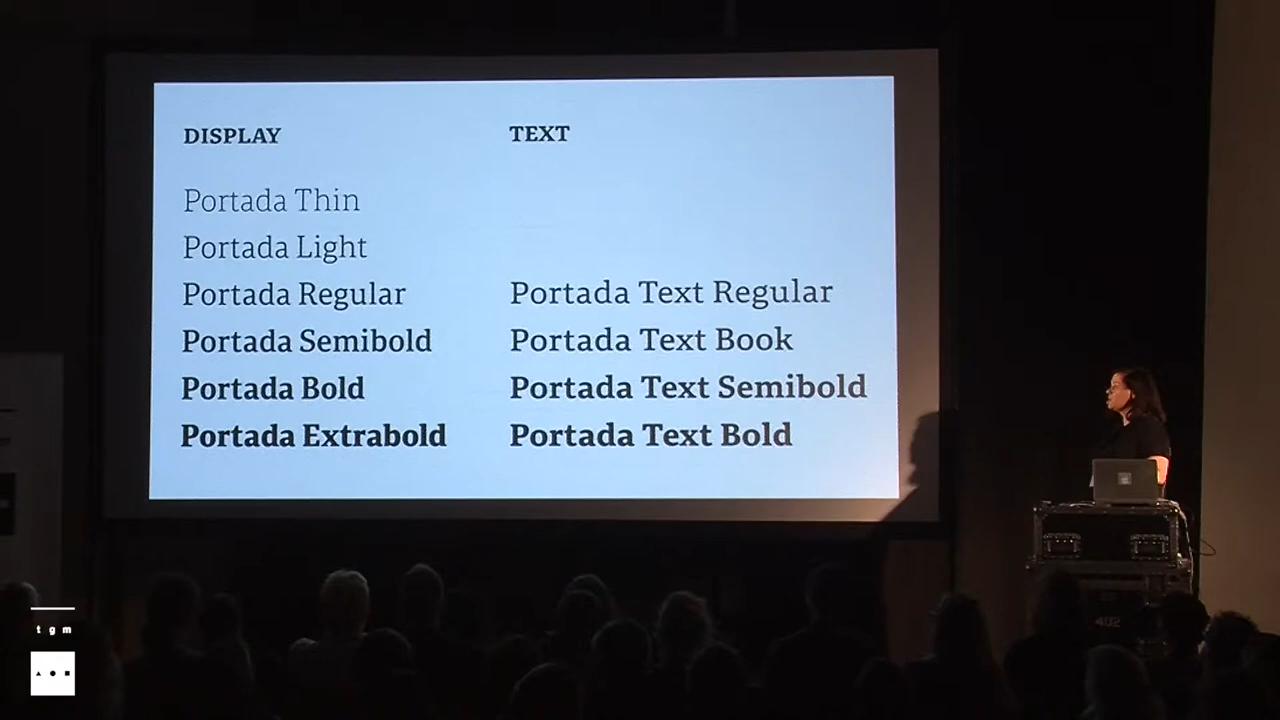 DISPLAY
Portada Thin
Portada Light
Portada Regular
Portada Semibold
Portada Bold
Portada Extrabold
TEXT
Portada Text Regular
Portada Text Book
Portada Text Semibold
Portada Text Bold
402
tgm